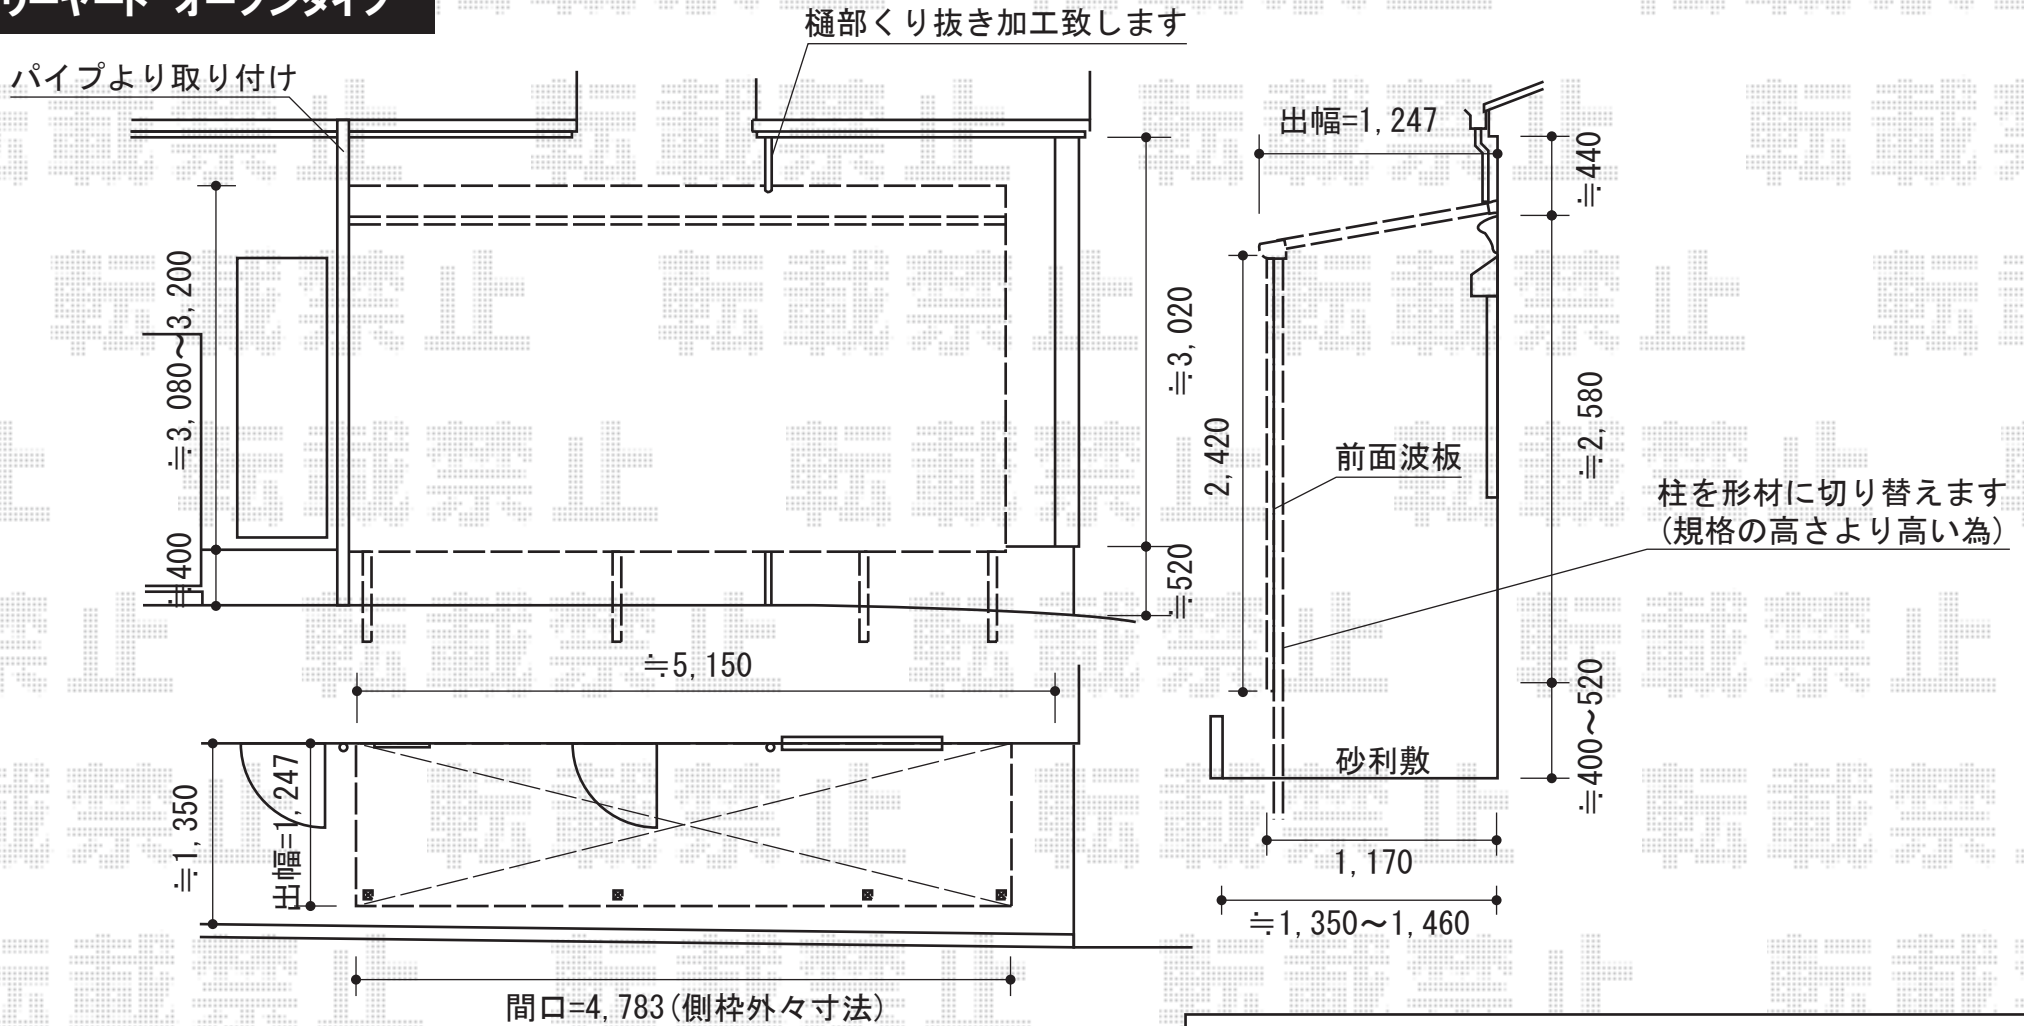 リーヤード オープンタイプ
樋部くり抜き加工致します
パイプより取り付け
出幅=1,247
≒440
≒3,080～3,200
≒3,020
2,420
≒2,580
前面波板
柱を形材に切り替えます
(規格の高さより高い為)
≒400
≒520
≒5,150
≒400～520
砂利敷
≒1,350
出幅=1,247
1,170
≒1,350～1,460
間口=4,783(側枠外々寸法)
転載禁止